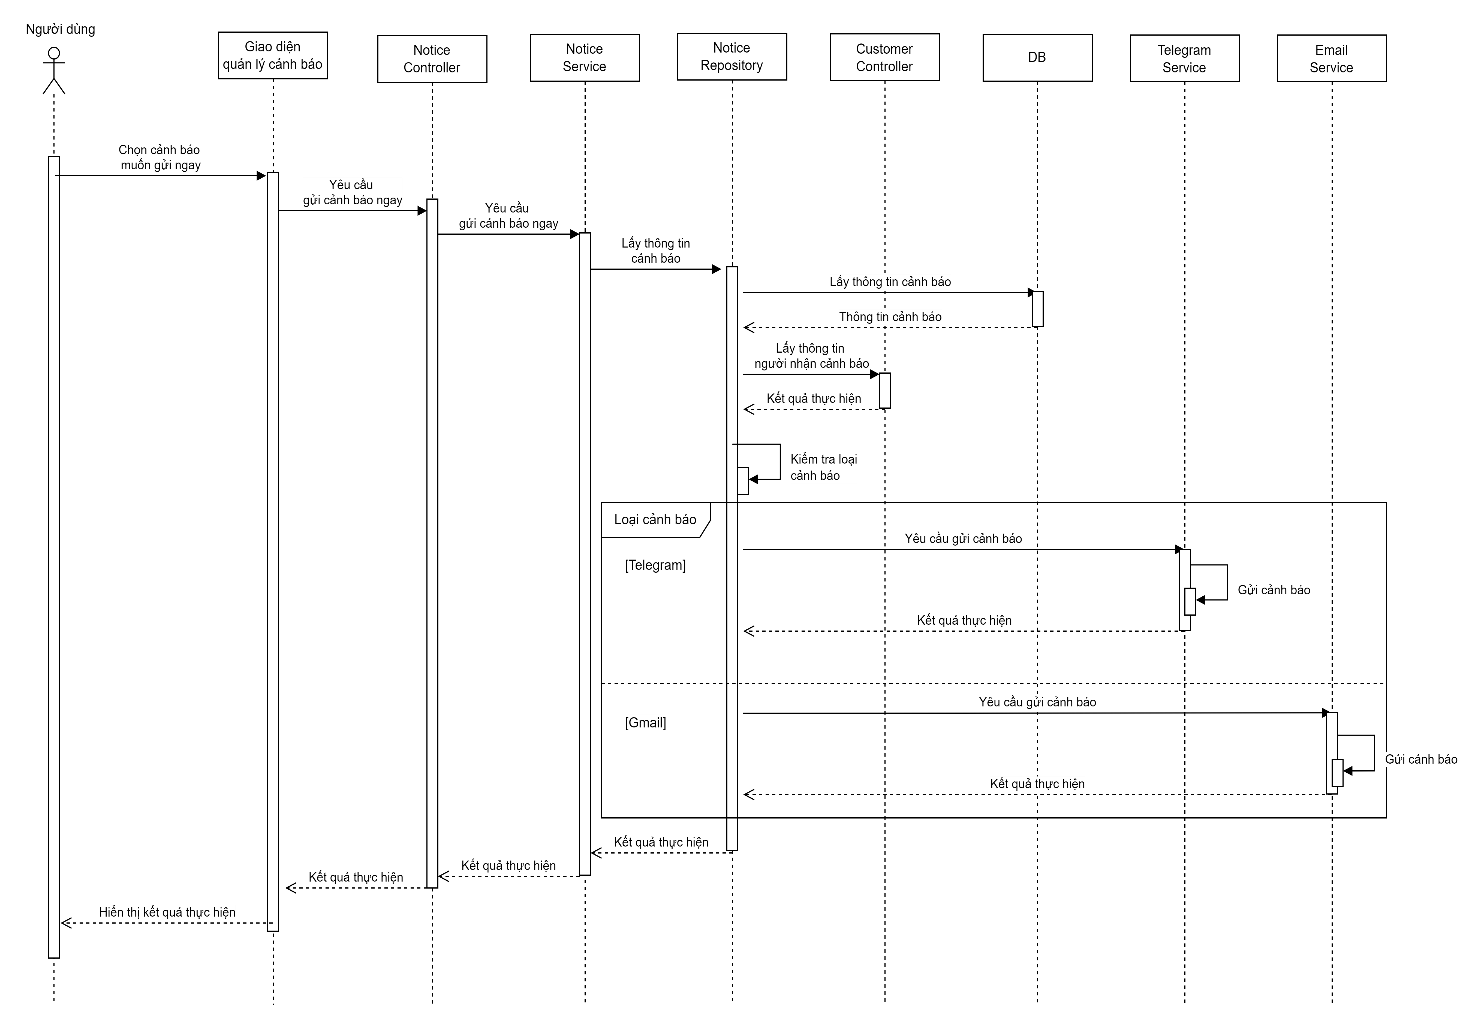 Người dùng
Giao diện
quản lý cảnh báo
Notice
Controller
Notice
Service
Notice
Repository
Customer
Controller
DB
Telegram
Service
Email
Service
Chọn cảnh báo
muốn gửi ngay
Yêu cầu
gửi cảnh báo ngay
Yêu cầu
gửi cảnh báo ngay
Lấy thông tin
cảnh báo
Lấy thông tin cảnh báo
Thông tin cảnh báo
Lấy thông tin
người nhận cảnh báo
Kết quả thực hiện
Kiểm tra loại
cảnh báo
Loại cảnh báo
Yêu cầu gửi cảnh báo
[Telegram]
Gửi cảnh báo
Kết quả thực hiện
Yêu cầu gửi cảnh báo
[Gmail]
Gửi cảnh báo
Kết quả thực hiện
Kết quả thực hiện
Kết quả thực hiện
Kết quả thực hiện
Hiển thị kết quả thực hiện